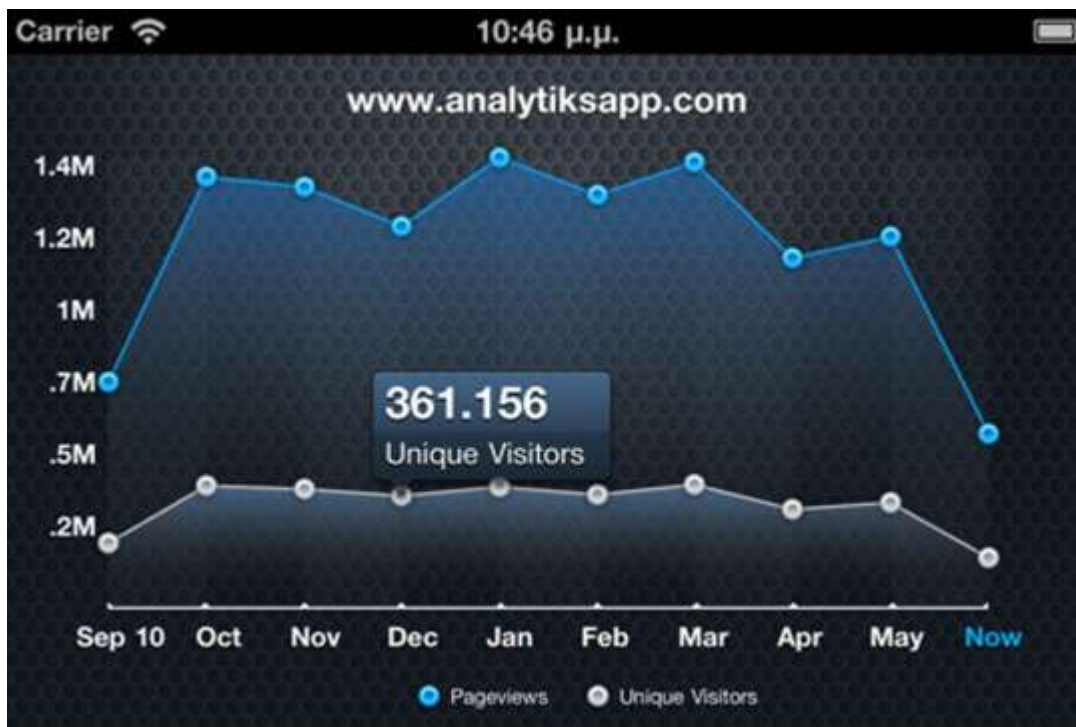 Carrier 10:46 μ.μ.
www.analytiksapp.com
1.4M
1.2M
1M
.7M
.5M
.2M
361.156
Unique Visitors
Sep 10 Oct Nov Dec Jan Feb Mar Apr May Now
Pageviews Unique Visitors